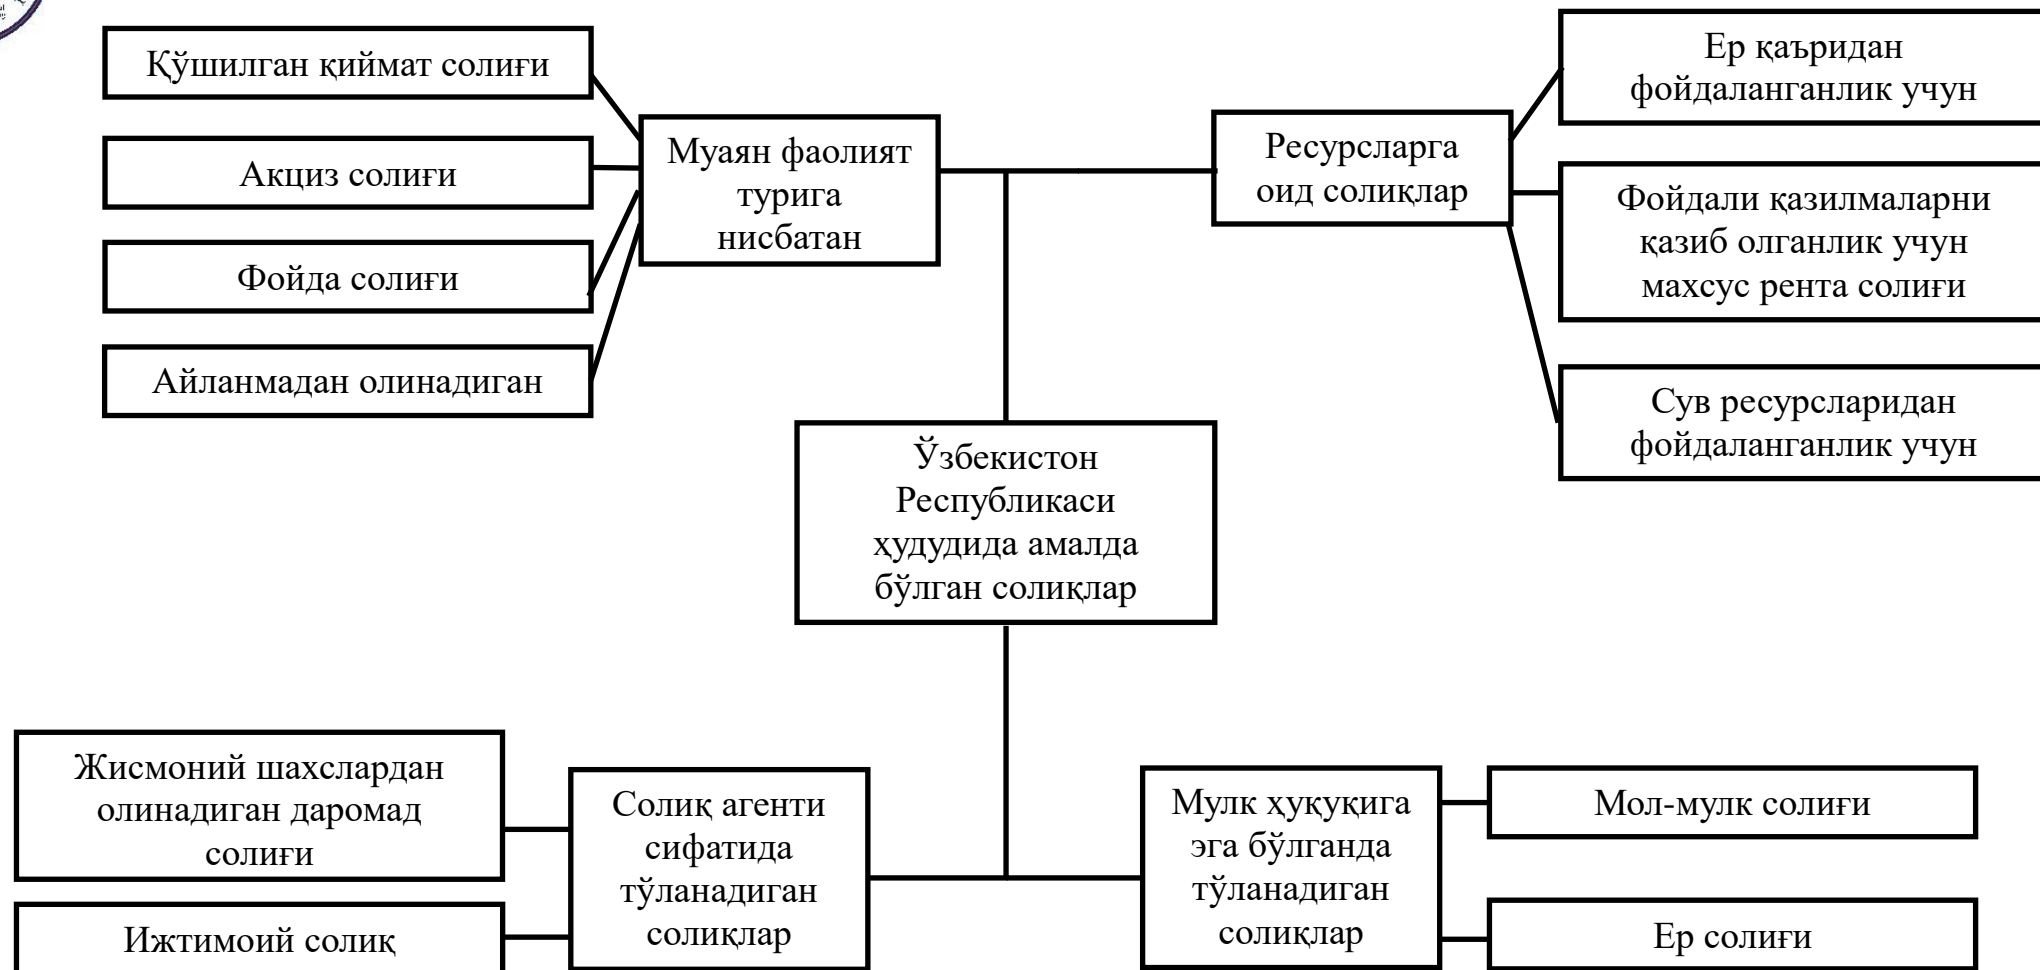 Қўшилган қиймат солиғи
Акциз солиғи
Фойда солиғи
Айланмадан олинадиган
Муаян фаолият
турига
нисбатан
Ресурсларга
оид солиқлар
Ер қаъридан
фойдаланганлик учун
Фойдали қазилмаларни
қазиб олганлик учун
махсус рента солиғи
Сув ресурсларидан
фойдаланганлик учун
Ўзбекистон
Республикаси
ҳудудида амалда
бўлган солиқлар
Жисмоний шахслардан
олинадиган даромад
солиғи
Ижтимоий солиқ
Солиқ агенти
сифатида
тўланадиган
солиқлар
Мулк ҳуқуқига
эга бўлганда
тўланадиган
солиқлар
Мол-мулк солиғи
Ер солиғи